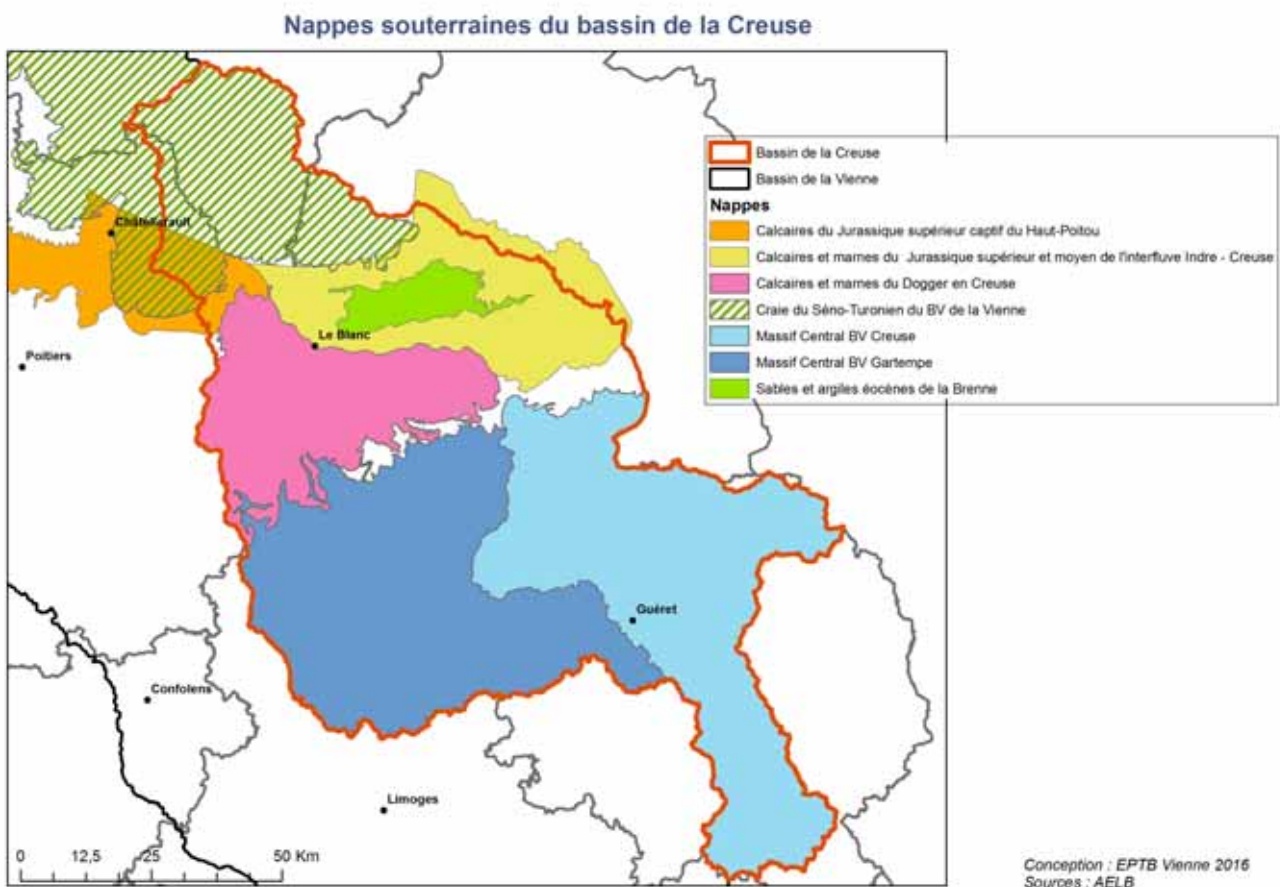 Nappes souterraines du bassin de la Creuse
Bassin de la Creuse
Bassin de la Vienne
Nappes
Calcaires du Jurassique supérieur captif du Haut-Poitou
Calcaires et marnes du Jurassique supérieur et moyen de l'interfluve Indre - Creuse
Calcaires et marnes du Dogger en Creuse
Craie du Séno-Turonien du BV de la Vienne
Massif Central BV Creuse
Massif Central BV Gartempe
Sables et argiles éocènes de la Brenne
Châtellerault
Le Blanc
Poitiers
Guéret
Confolens
Limoges
0 12,5 25 50 Km
Conception : EPTB Vienne 2016
Sources : AELB